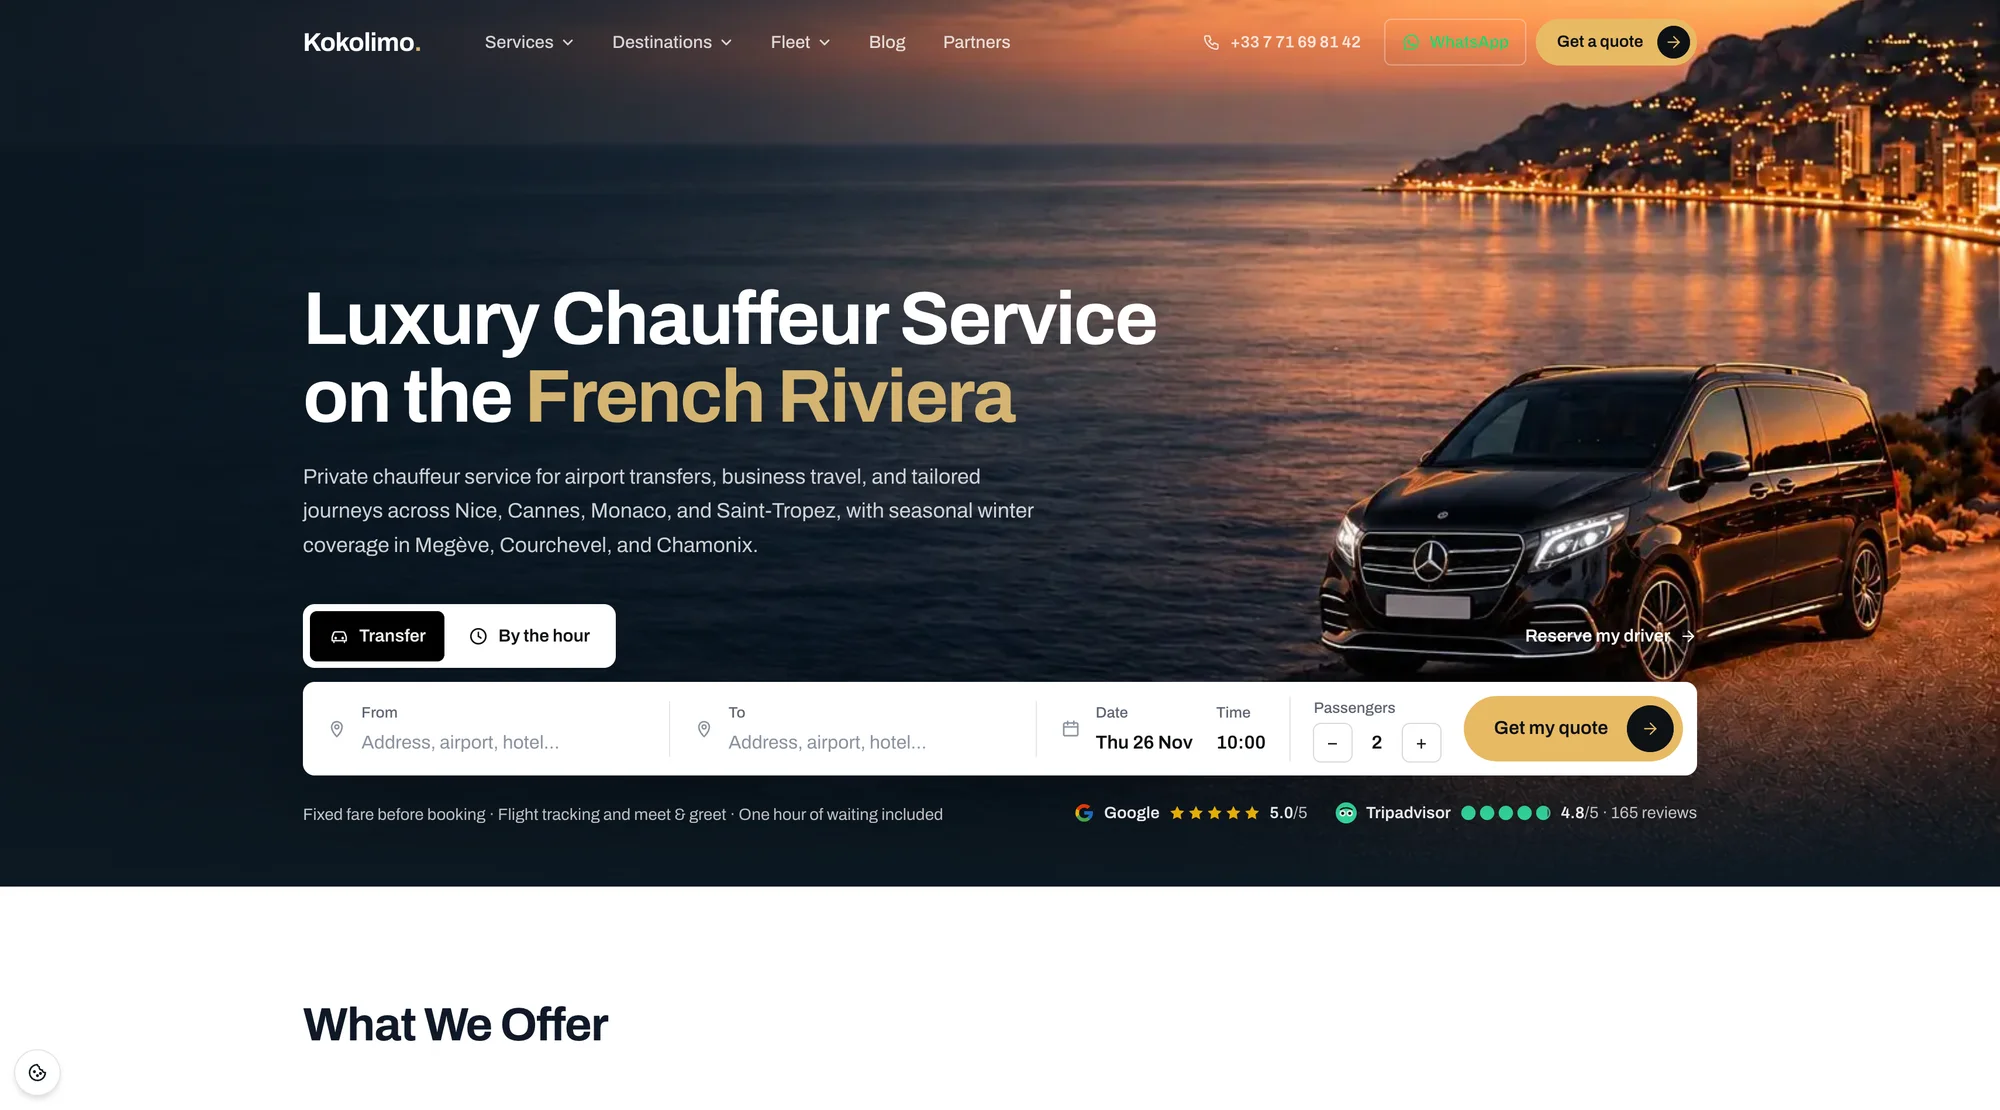 Kokolimo.
Services
Destinations
Fleet
Blog
Partners
+33 7 71 69 81 42
WhatsApp
Get a quote
Luxury Chauffeur Service
on the French Riviera
Private chauffeur service for airport transfers, business travel, and tailored
journeys across Nice, Cannes, Monaco, and Saint-Tropez, with seasonal winter
coverage in Megève, Courchevel, and Chamonix.
Transfer
By the hour
Reserve my driver
From
Address, airport, hotel...
To
Address, airport, hotel...
Date
Thu 26 Nov
Time
10:00
Passengers
− 2 +
Get my quote
Fixed fare before booking · Flight tracking and meet & greet · One hour of waiting included
Google 5.0/5
Tripadvisor 4.8/5 · 165 reviews
What We Offer